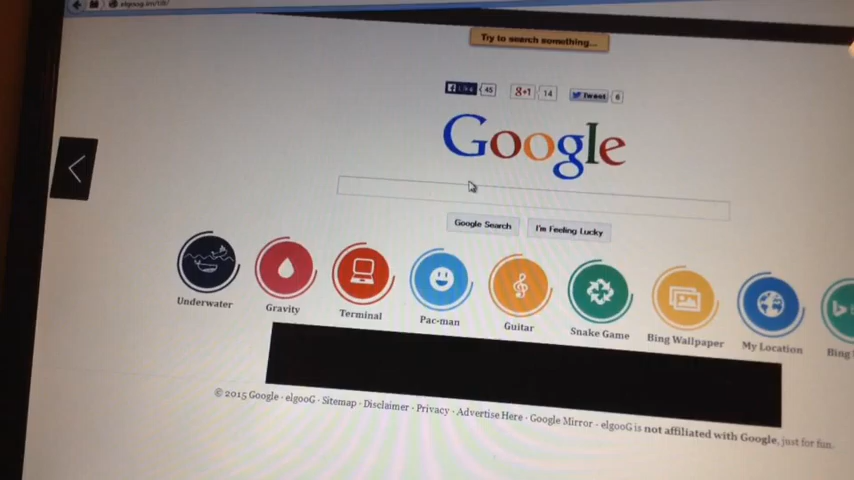 Try to search something...
Like 45 g+1 14 Tweet 6
Google
Google Search I'm Feeling Lucky
Underwater Gravity Terminal Pac-man Guitar Snake Game Bing Wallpaper My Location Bing
© 2015 Google · elgooG · Sitemap · Disclaimer · Privacy · Advertise Here · Google Mirror · elgooG is not affiliated with Google, just for fun.